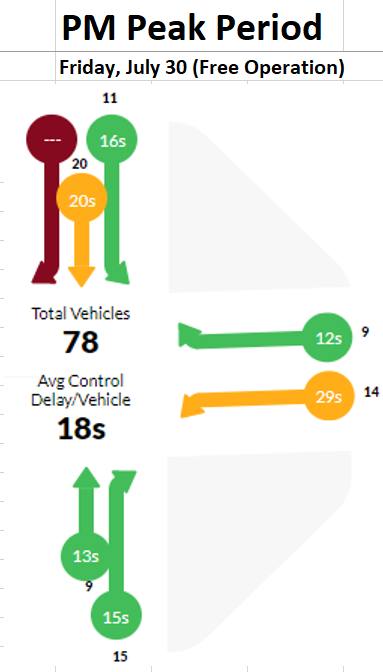 PM Peak Period
Friday, July 30 (Free Operation)
11
--- 16s
20
20s
Total Vehicles
78
12s 9
Avg Control
Delay/Vehicle
18s
29s 14
13s
9
15s
15